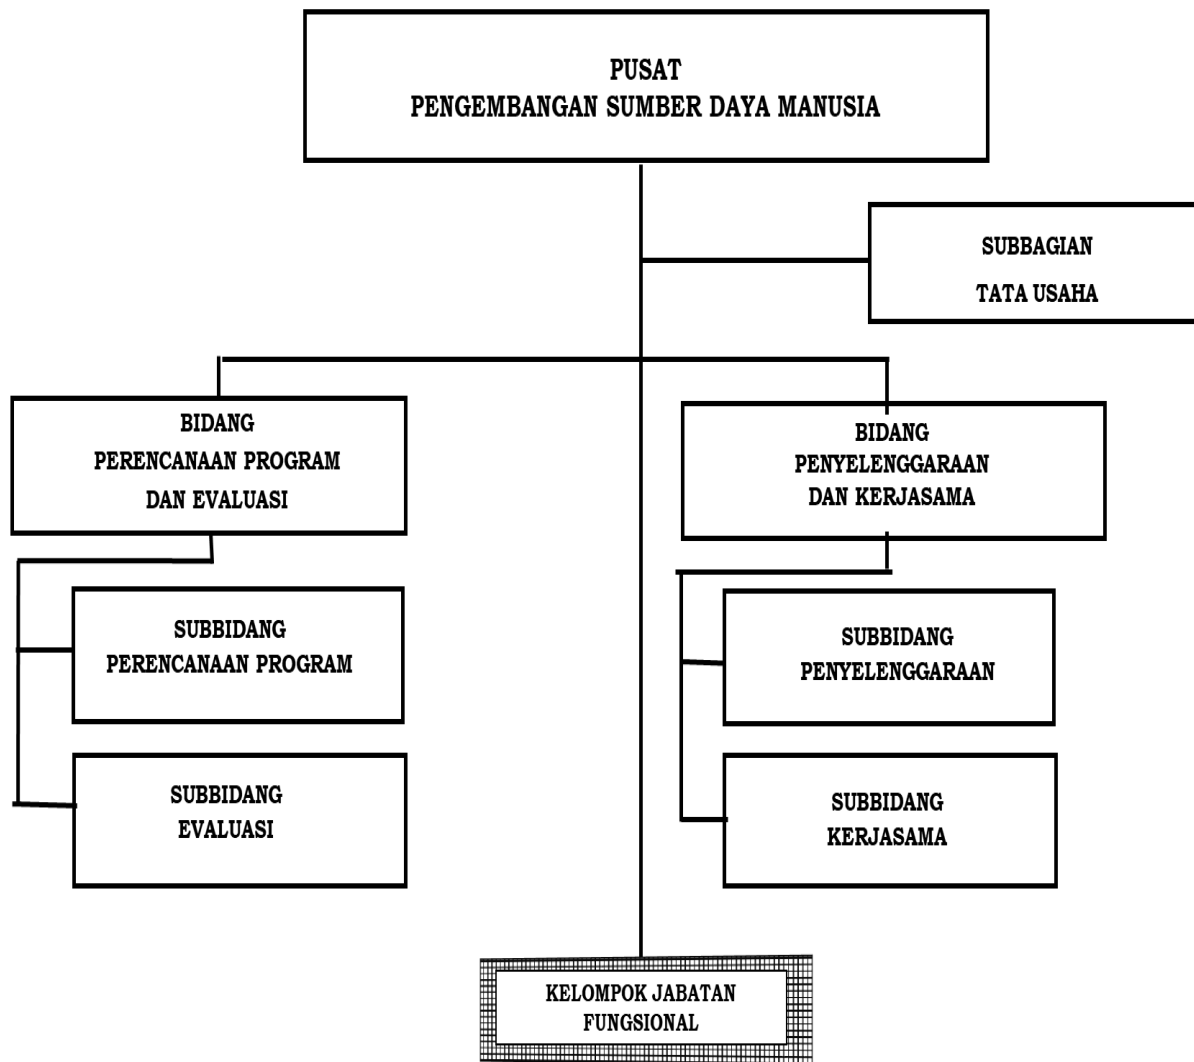 PUSAT
PENGEMBANGAN SUMBER DAYA MANUSIA
SUBBAGIAN
TATA USAHA
BIDANG
PERENCANAAN PROGRAM
DAN EVALUASI
BIDANG
PENYELENGGARAAN
DAN KERJASAMA
SUBBIDANG
PERENCANAAN PROGRAM
SUBBIDANG
PENYELENGGARAAN
SUBBIDANG
EVALUASI
SUBBIDANG
KERJASAMA
KELOMPOK JABATAN
FUNGSIONAL